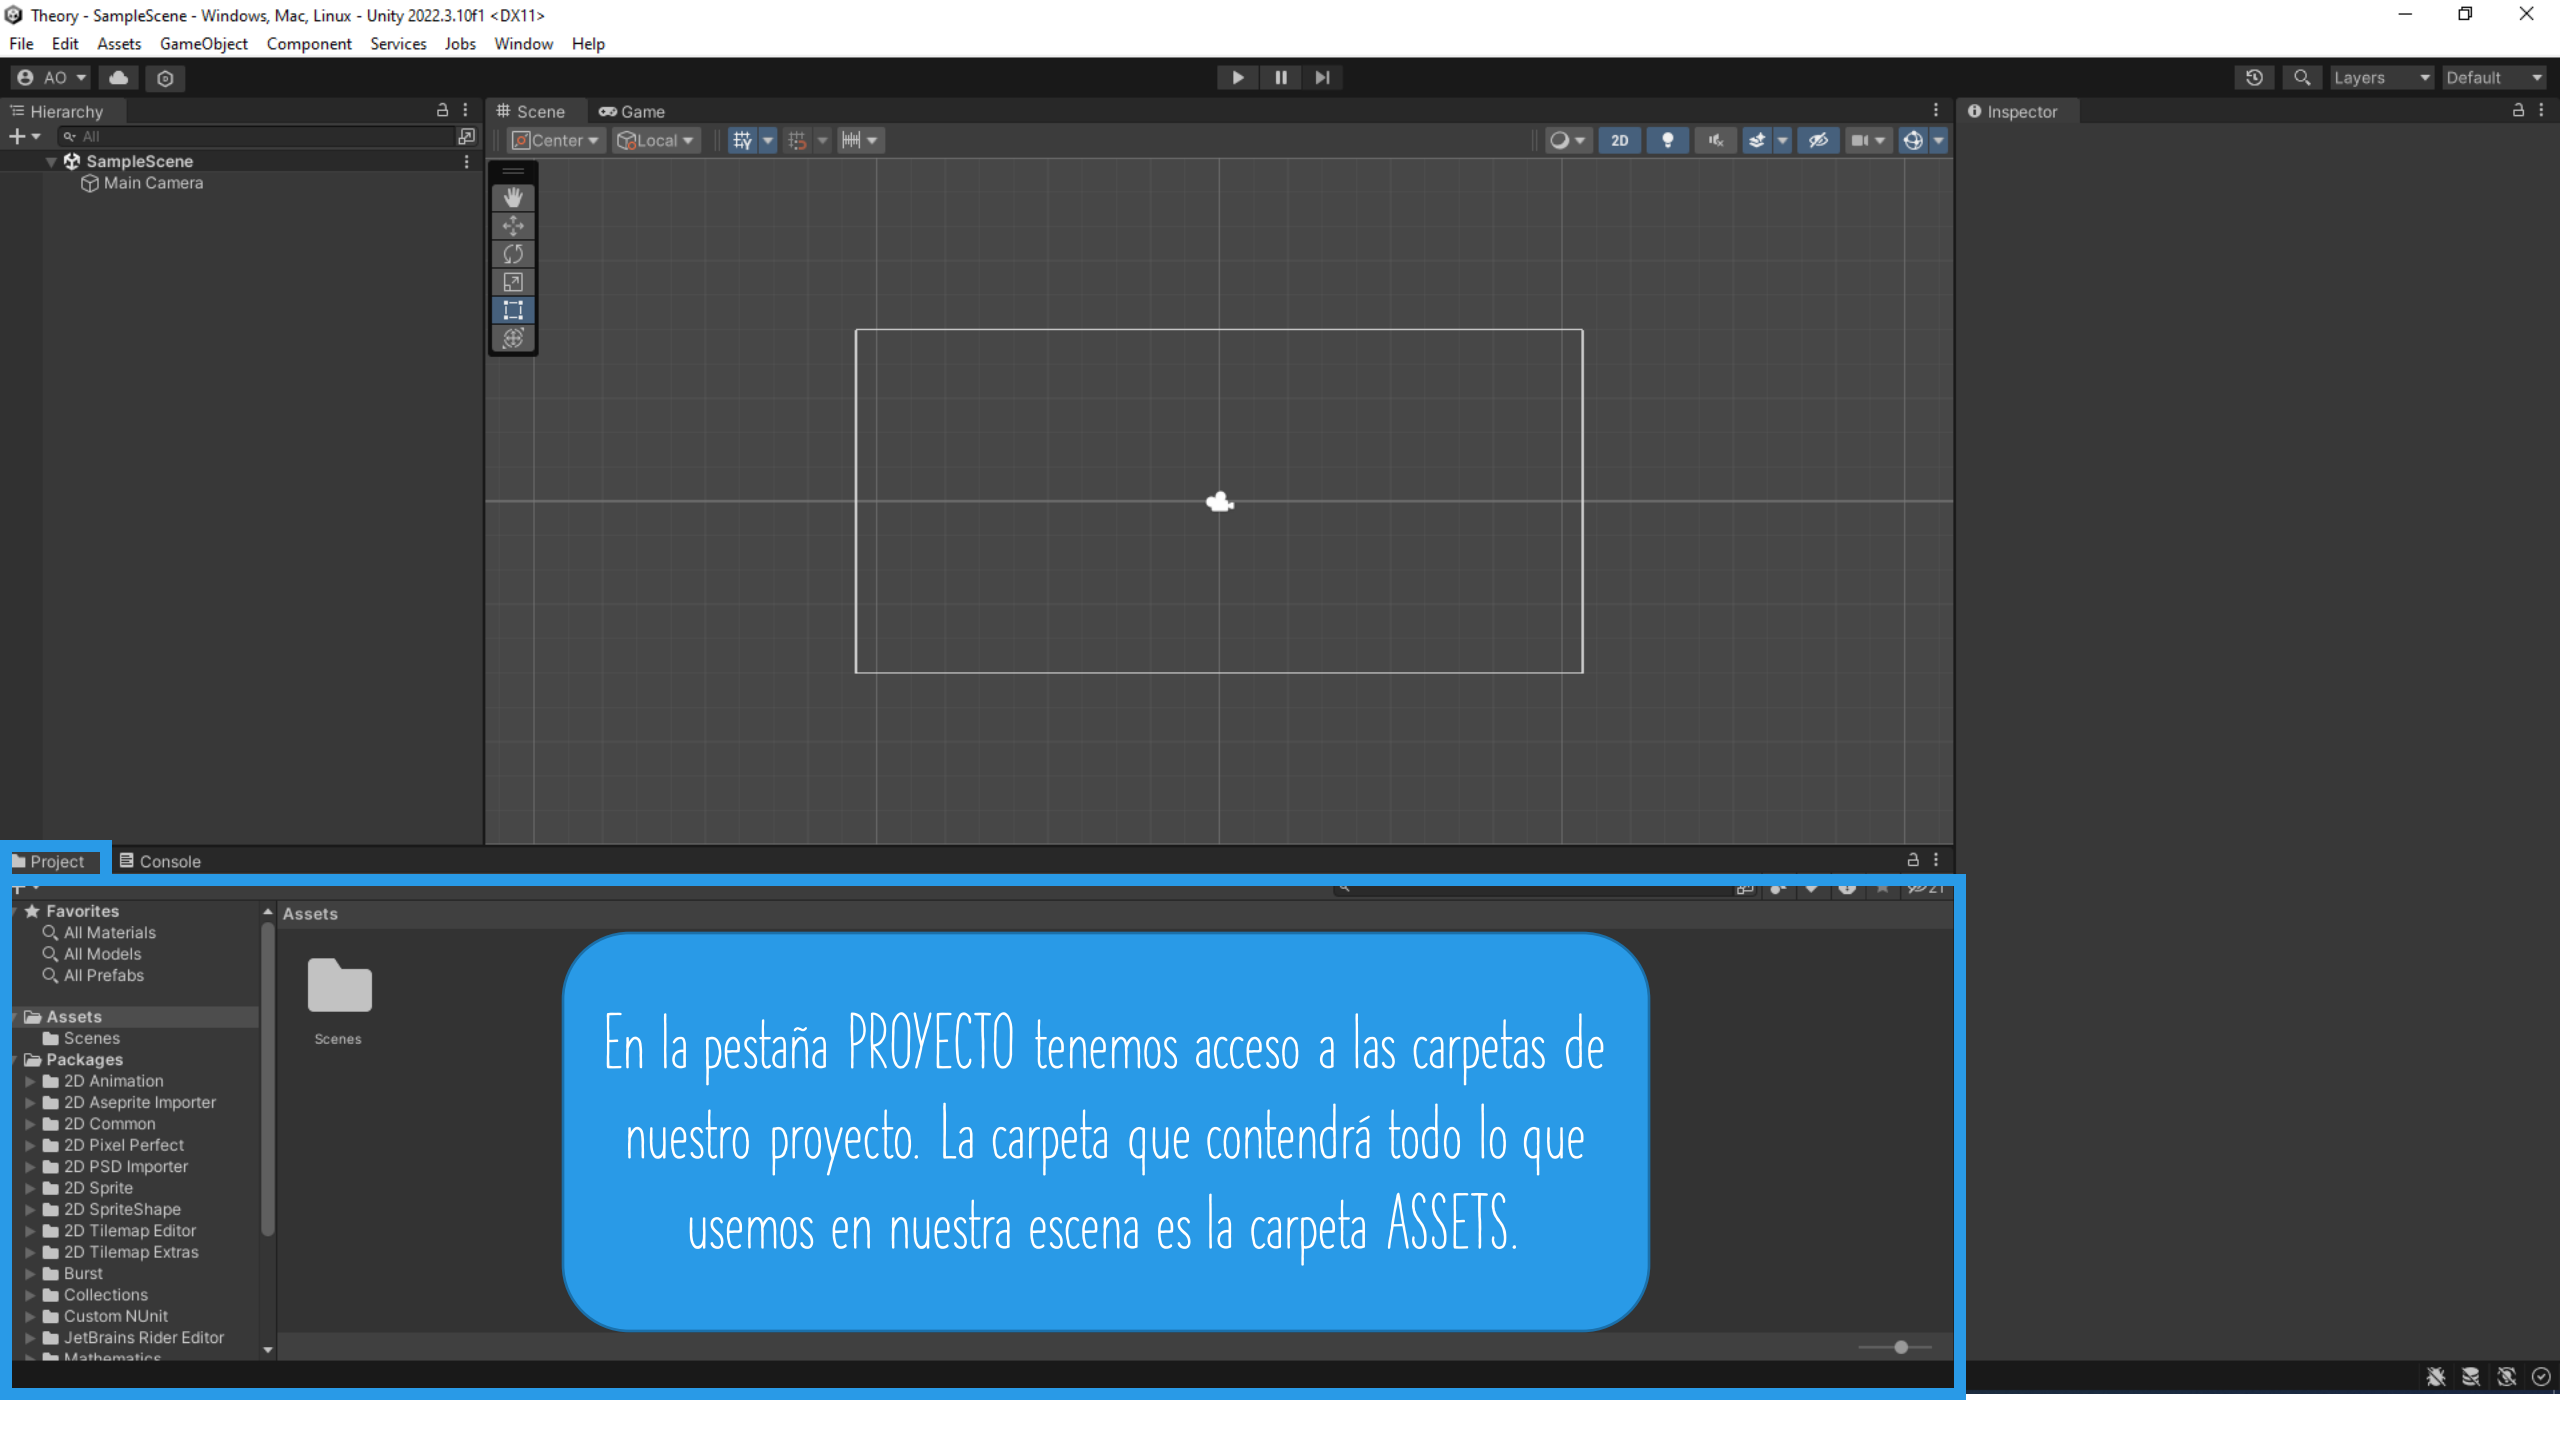 Theory - SampleScene - Windows, Mac, Linux - Unity 2022.3.10f1 <DX11>
File Edit Assets GameObject Component Services Jobs Window Help
AO
Layers Default
Hierarchy
All
SampleScene
Main Camera
Scene Game
Center Local
2D
Inspector
Project Console
21
Favorites
All Materials
All Models
All Prefabs
Assets
Scenes
Packages
2D Animation
2D Aseprite Importer
2D Common
2D Pixel Perfect
2D PSD Importer
2D Sprite
2D SpriteShape
2D Tilemap Editor
2D Tilemap Extras
Burst
Collections
Custom NUnit
JetBrains Rider Editor
Mathematics
Assets
Scenes
En la pestaña PROYECTO tenemos acceso a las carpetas de
nuestro proyecto. La carpeta que contendrá todo lo que
usemos en nuestra escena es la carpeta ASSETS.